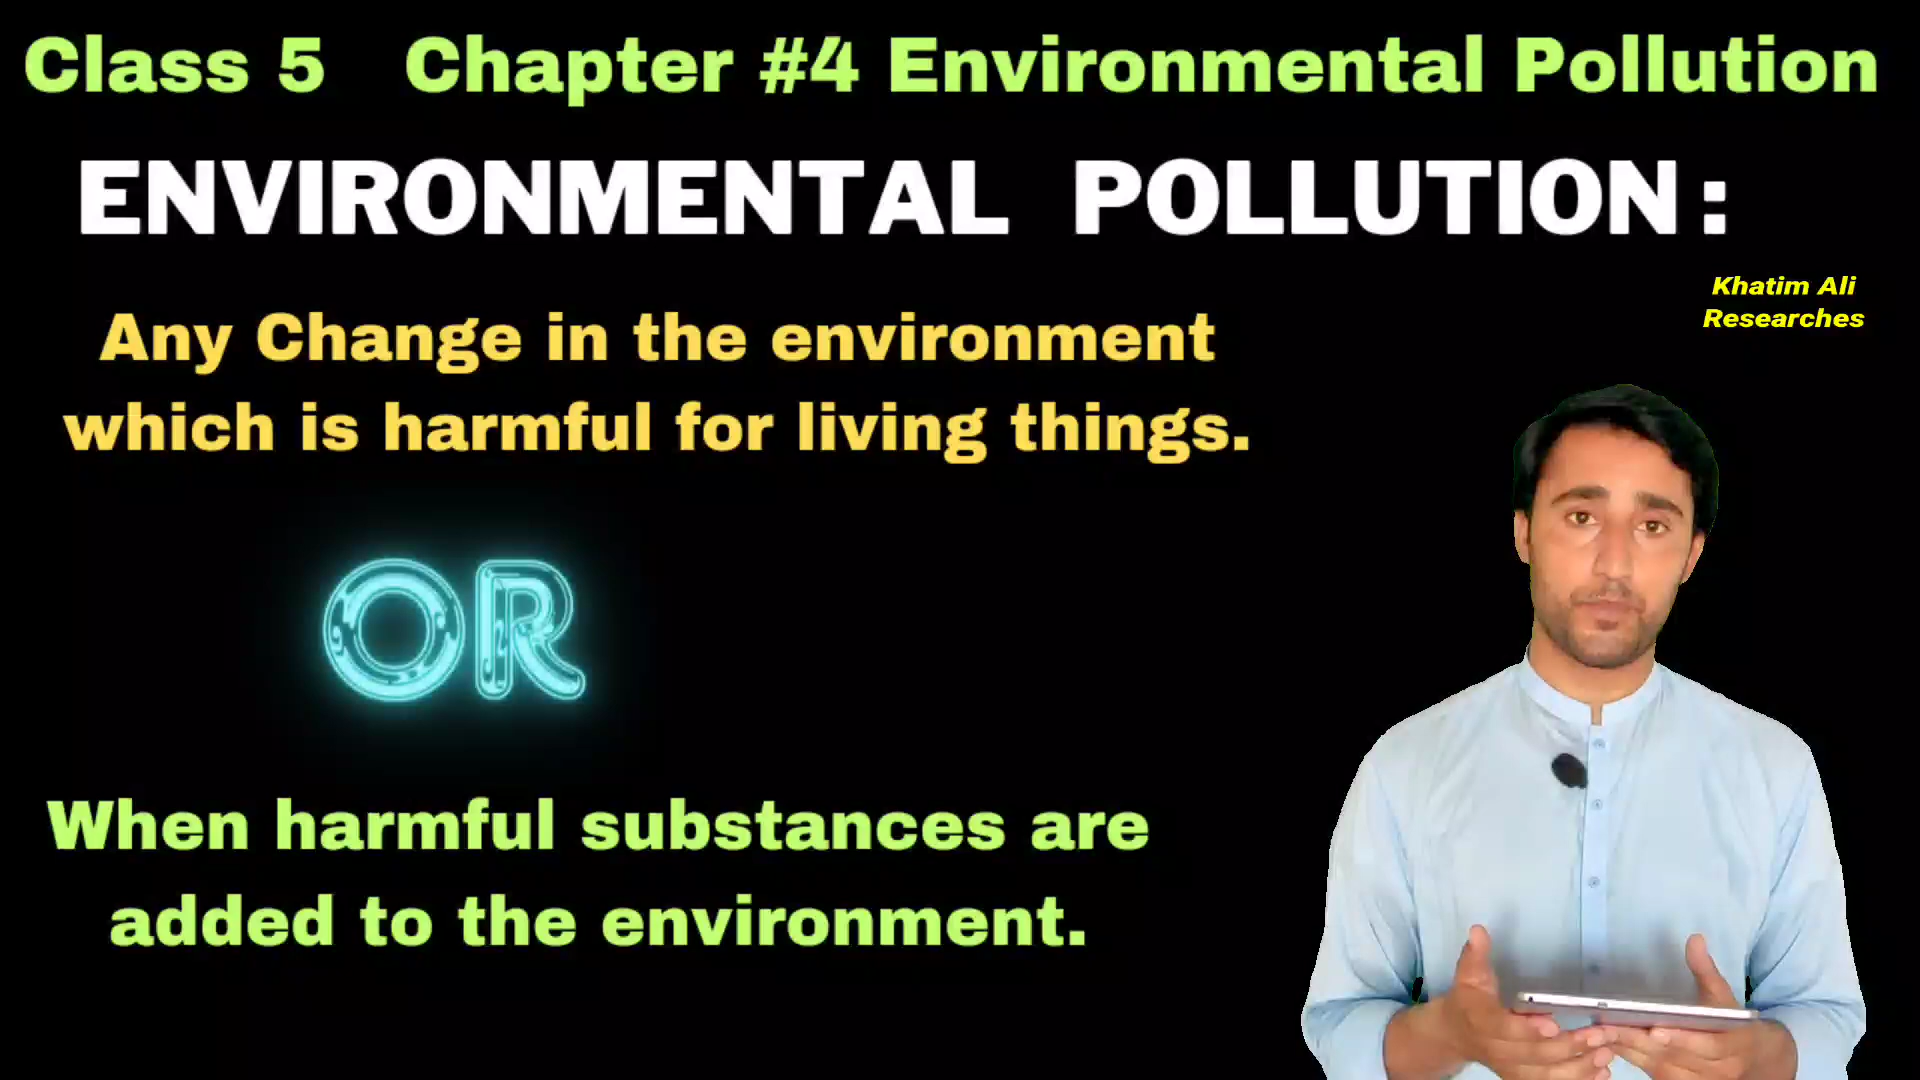 Class 5 Chapter #4 Environmental Pollution
ENVIRONMENTAL POLLUTION:
Khatim Ali
Researches
Any Change in the environment
which is harmful for living things.
OR
When harmful substances are
added to the environment.